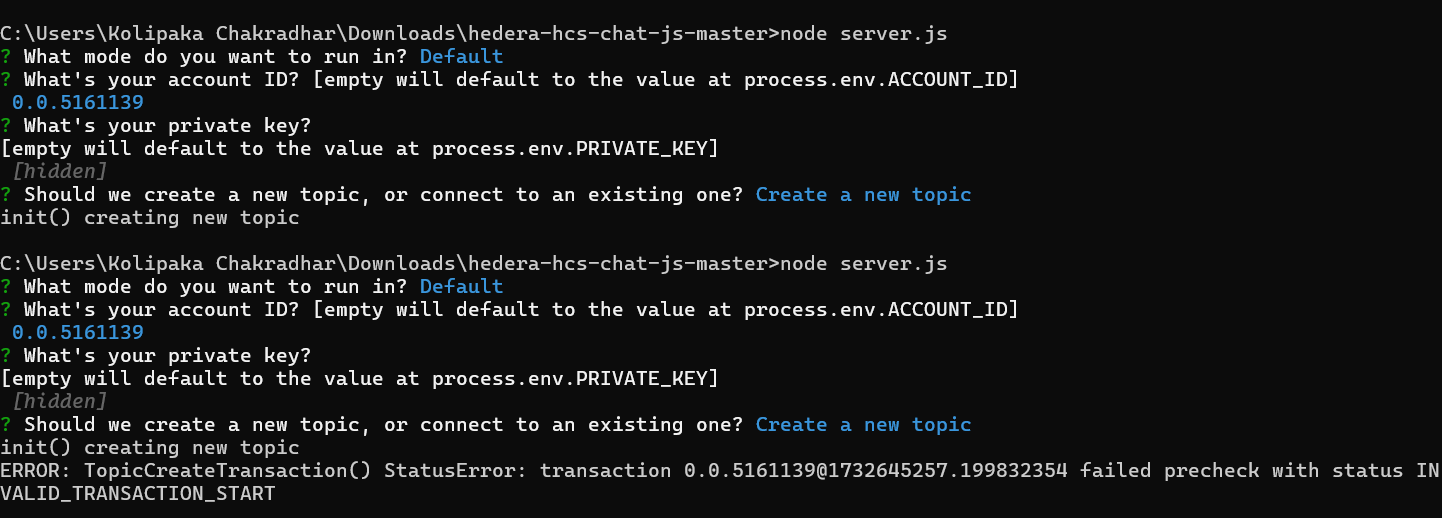 C:\Users\Kolipaka Chakradhar\Downloads\hedera-hcs-chat-js-master>node server.js
? What mode do you want to run in? Default
? What's your account ID? [empty will default to the value at process.env.ACCOUNT_ID]
 0.0.5161139
? What's your private key?
[empty will default to the value at process.env.PRIVATE_KEY]
 [hidden]
? Should we create a new topic, or connect to an existing one? Create a new topic
init() creating new topic

C:\Users\Kolipaka Chakradhar\Downloads\hedera-hcs-chat-js-master>node server.js
? What mode do you want to run in? Default
? What's your account ID? [empty will default to the value at process.env.ACCOUNT_ID]
 0.0.5161139
? What's your private key?
[empty will default to the value at process.env.PRIVATE_KEY]
 [hidden]
? Should we create a new topic, or connect to an existing one? Create a new topic
init() creating new topic
ERROR: TopicCreateTransaction() StatusError: transaction 0.0.5161139@1732645257.199832354 failed precheck with status IN
VALID_TRANSACTION_START